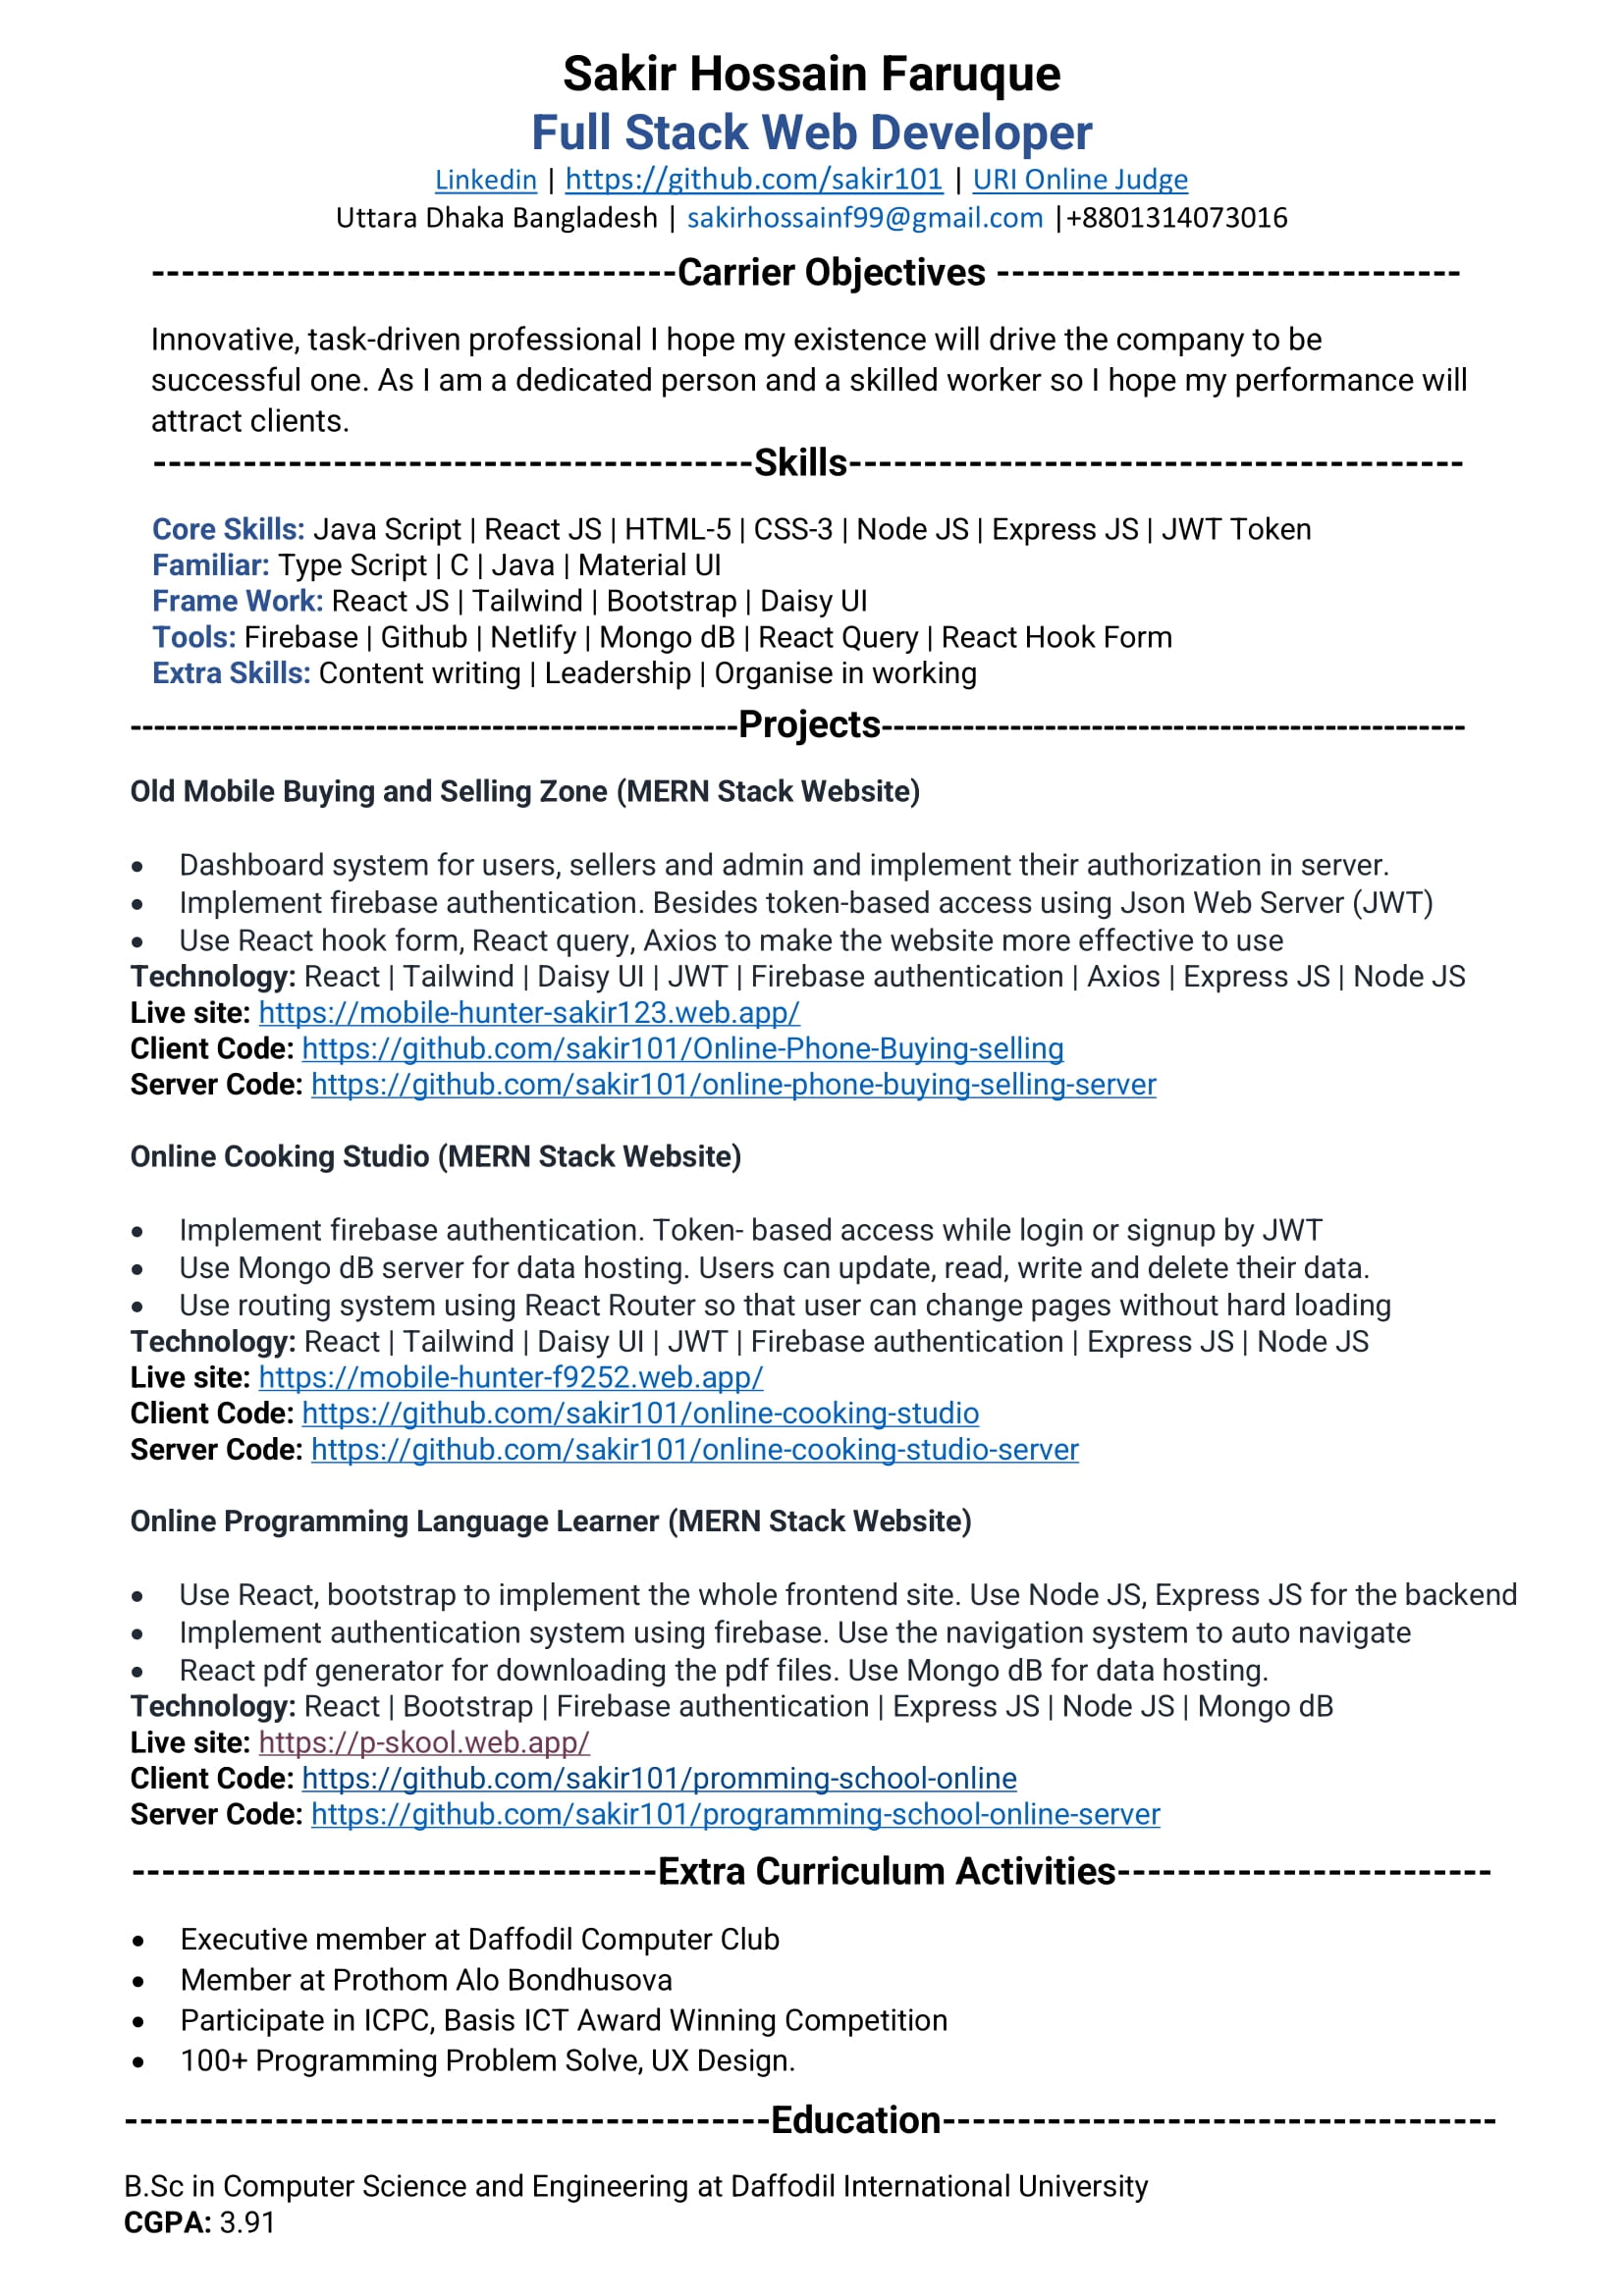 Sakir Hossain Faruque
Full Stack Web Developer
Linkedin | https://github.com/sakir101 | URI Online Judge
Uttara Dhaka Bangladesh | sakirhossainf99@gmail.com |+8801314073016
-----------------------------------Carrier Objectives -------------------------------
Innovative, task-driven professional I hope my existence will drive the company to be
successful one. As I am a dedicated person and a skilled worker so I hope my performance will
attract clients.
----------------------------------------Skills-----------------------------------------
Core Skills: Java Script | React JS | HTML-5 | CSS-3 | Node JS | Express JS | JWT Token
Familiar: Type Script | C | Java | Material UI
Frame Work: React JS | Tailwind | Bootstrap | Daisy UI
Tools: Firebase | Github | Netlify | Mongo dB | React Query | React Hook Form
Extra Skills: Content writing | Leadership | Organise in working
----------------------------------------------------Projects--------------------------------------------------
Old Mobile Buying and Selling Zone (MERN Stack Website)
• Dashboard system for users, sellers and admin and implement their authorization in server.
• Implement firebase authentication. Besides token-based access using Json Web Server (JWT)
• Use React hook form, React query, Axios to make the website more effective to use
Technology: React | Tailwind | Daisy UI | JWT | Firebase authentication | Axios | Express JS | Node JS
Live site: https://mobile-hunter-sakir123.web.app/
Client Code: https://github.com/sakir101/Online-Phone-Buying-selling
Server Code: https://github.com/sakir101/online-phone-buying-selling-server
Online Cooking Studio (MERN Stack Website)
• Implement firebase authentication. Token- based access while login or signup by JWT
• Use Mongo dB server for data hosting. Users can update, read, write and delete their data.
• Use routing system using React Router so that user can change pages without hard loading
Technology: React | Tailwind | Daisy UI | JWT | Firebase authentication | Express JS | Node JS
Live site: https://mobile-hunter-f9252.web.app/
Client Code: https://github.com/sakir101/online-cooking-studio
Server Code: https://github.com/sakir101/online-cooking-studio-server
Online Programming Language Learner (MERN Stack Website)
• Use React, bootstrap to implement the whole frontend site. Use Node JS, Express JS for the backend
• Implement authentication system using firebase. Use the navigation system to auto navigate
• React pdf generator for downloading the pdf files. Use Mongo dB for data hosting.
Technology: React | Bootstrap | Firebase authentication | Express JS | Node JS | Mongo dB
Live site: https://p-skool.web.app/
Client Code: https://github.com/sakir101/promming-school-online
Server Code: https://github.com/sakir101/programming-school-online-server
-----------------------------------Extra Curriculum Activities-------------------------
• Executive member at Daffodil Computer Club
• Member at Prothom Alo Bondhusova
• Participate in ICPC, Basis ICT Award Winning Competition
• 100+ Programming Problem Solve, UX Design.
-------------------------------------------Education-------------------------------------
B.Sc in Computer Science and Engineering at Daffodil International University
CGPA: 3.91